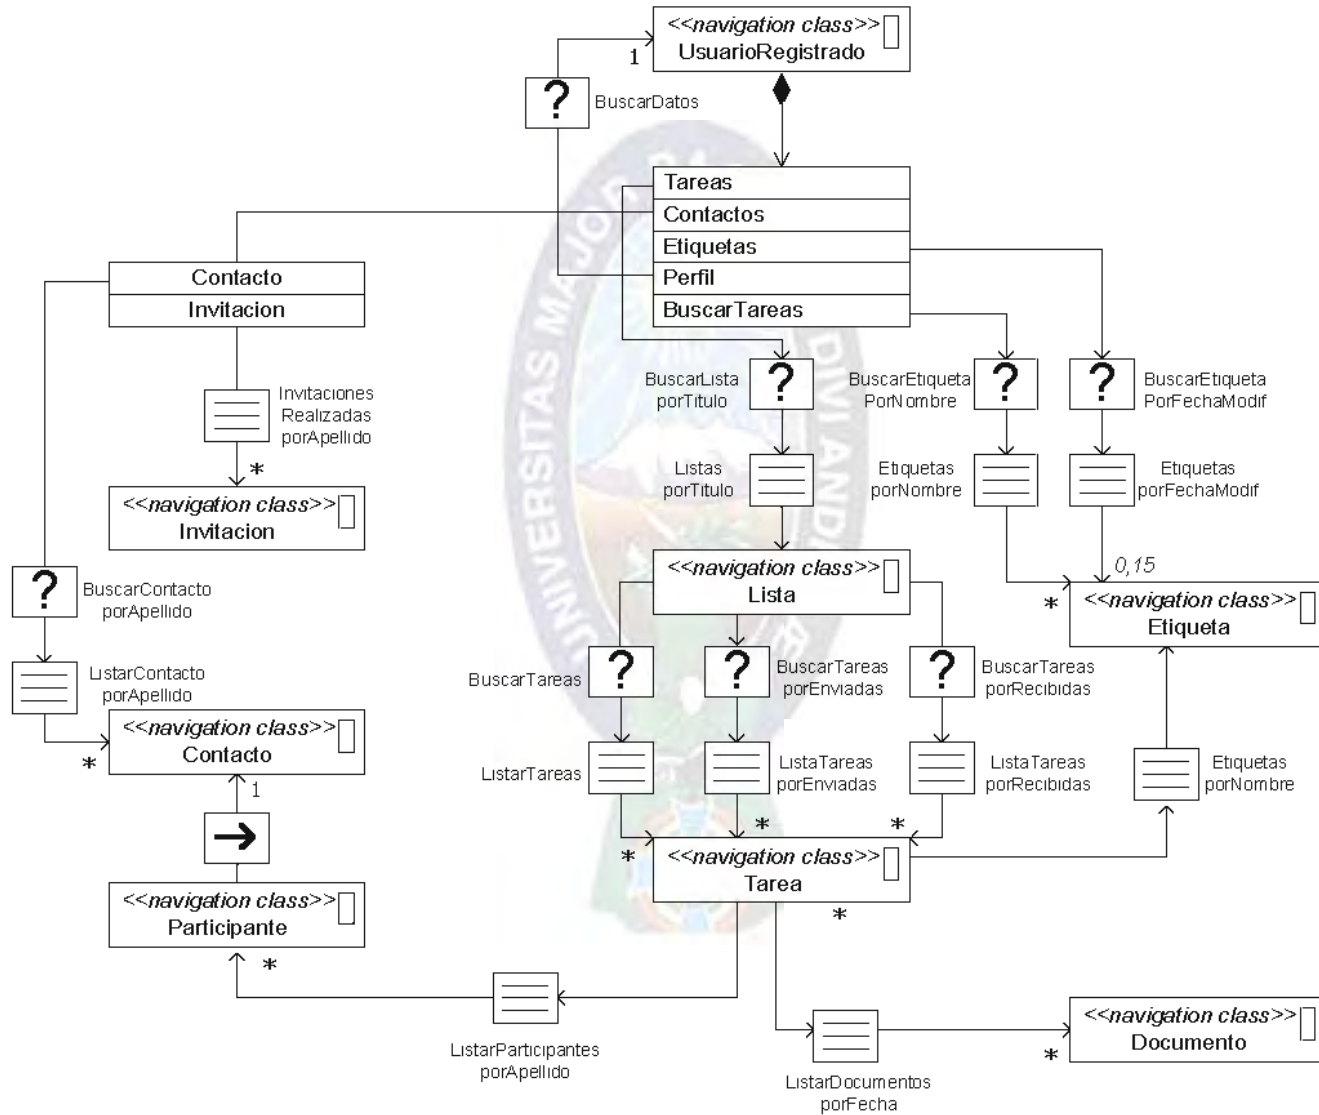 <<navigation class>>
UsuarioRegistrado
1
?
BuscarDatos
Tareas
Contactos
Etiquetas
Perfil
BuscarTareas
Contacto
Invitacion
Invitaciones
Realizadas
porApellido
*
<<navigation class>>
Invitacion
BuscarLista
porTitulo
?
BuscarEtiqueta
PorNombre
?
?
BuscarEtiqueta
PorFechaModif
Listas
porTitulo
Etiquetas
porNombre
Etiquetas
porFechaModif
<<navigation class>>
Lista
0,15
*
<<navigation class>>
Etiqueta
?
BuscarContacto
porApellido
ListarContacto
porApellido
*
<<navigation class>>
Contacto
1
BuscarTareas
?
?
BuscarTareas
porEnviadas
?
BuscarTareas
porRecibidas
ListarTareas
ListaTareas
porEnviadas
ListaTareas
porRecibidas
Etiquetas
porNombre
*
*
*
<<navigation class>>
Tarea
*
<<navigation class>>
Participante
*
ListarParticipantes
porApellido
ListarDocumentos
porFecha
*
<<navigation class>>
Documento